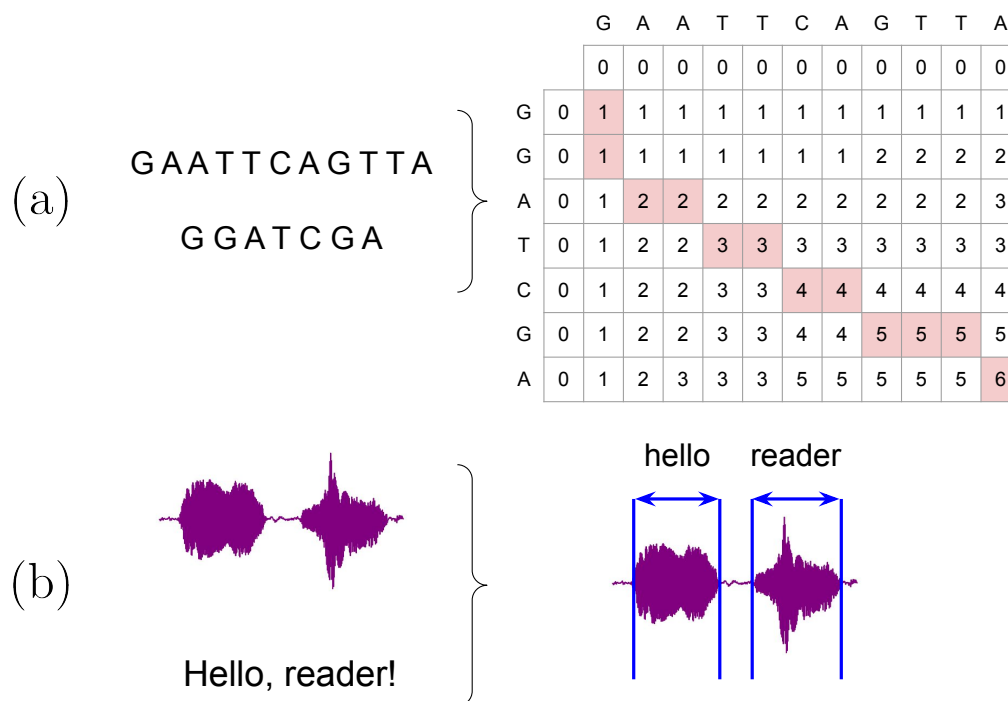 G A A T T C A G T T A
0 0 0 0 0 0 0 0 0 0 0
G 0 1 1 1 1 1 1 1 1 1 1 1
G 0 1 1 1 1 1 1 1 2 2 2 2
A 0 1 2 2 2 2 2 2 2 2 2 3
T 0 1 2 2 3 3 3 3 3 3 3 3
C 0 1 2 2 3 3 4 4 4 4 4 4
G 0 1 2 2 3 3 4 4 5 5 5 5
A 0 1 2 3 3 3 5 5 5 5 5 6
(a)
G A A T T C A G T T A
G G A T C G A
hello reader
(b)
Hello, reader!